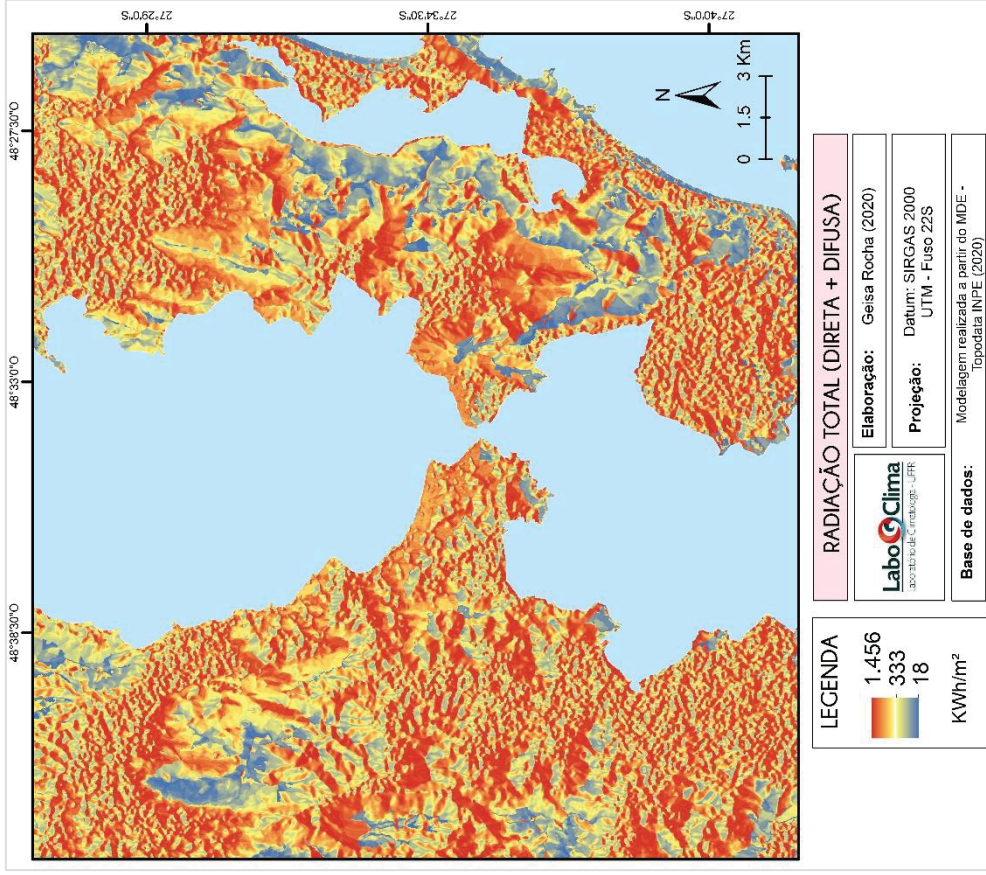 48°38'30"O
48°33'0"O
48°27'30"O
27°29'0"S
27°34'30"S
27°40'0"S
N
0 1.5 3 Km
LEGENDA
1.456
333
18
KWh/m²
RADIAÇÃO TOTAL (DIRETA + DIFUSA)
LaboClima
Laboratório de Climatologia - UFPR
Elaboração: Geisa Rocha (2020)
Projeção: Datum: SIRGAS 2000
UTM - Fuso 22S
Base de dados: Modelagem realizada a partir do MDE -
Topodata INPE (2020)